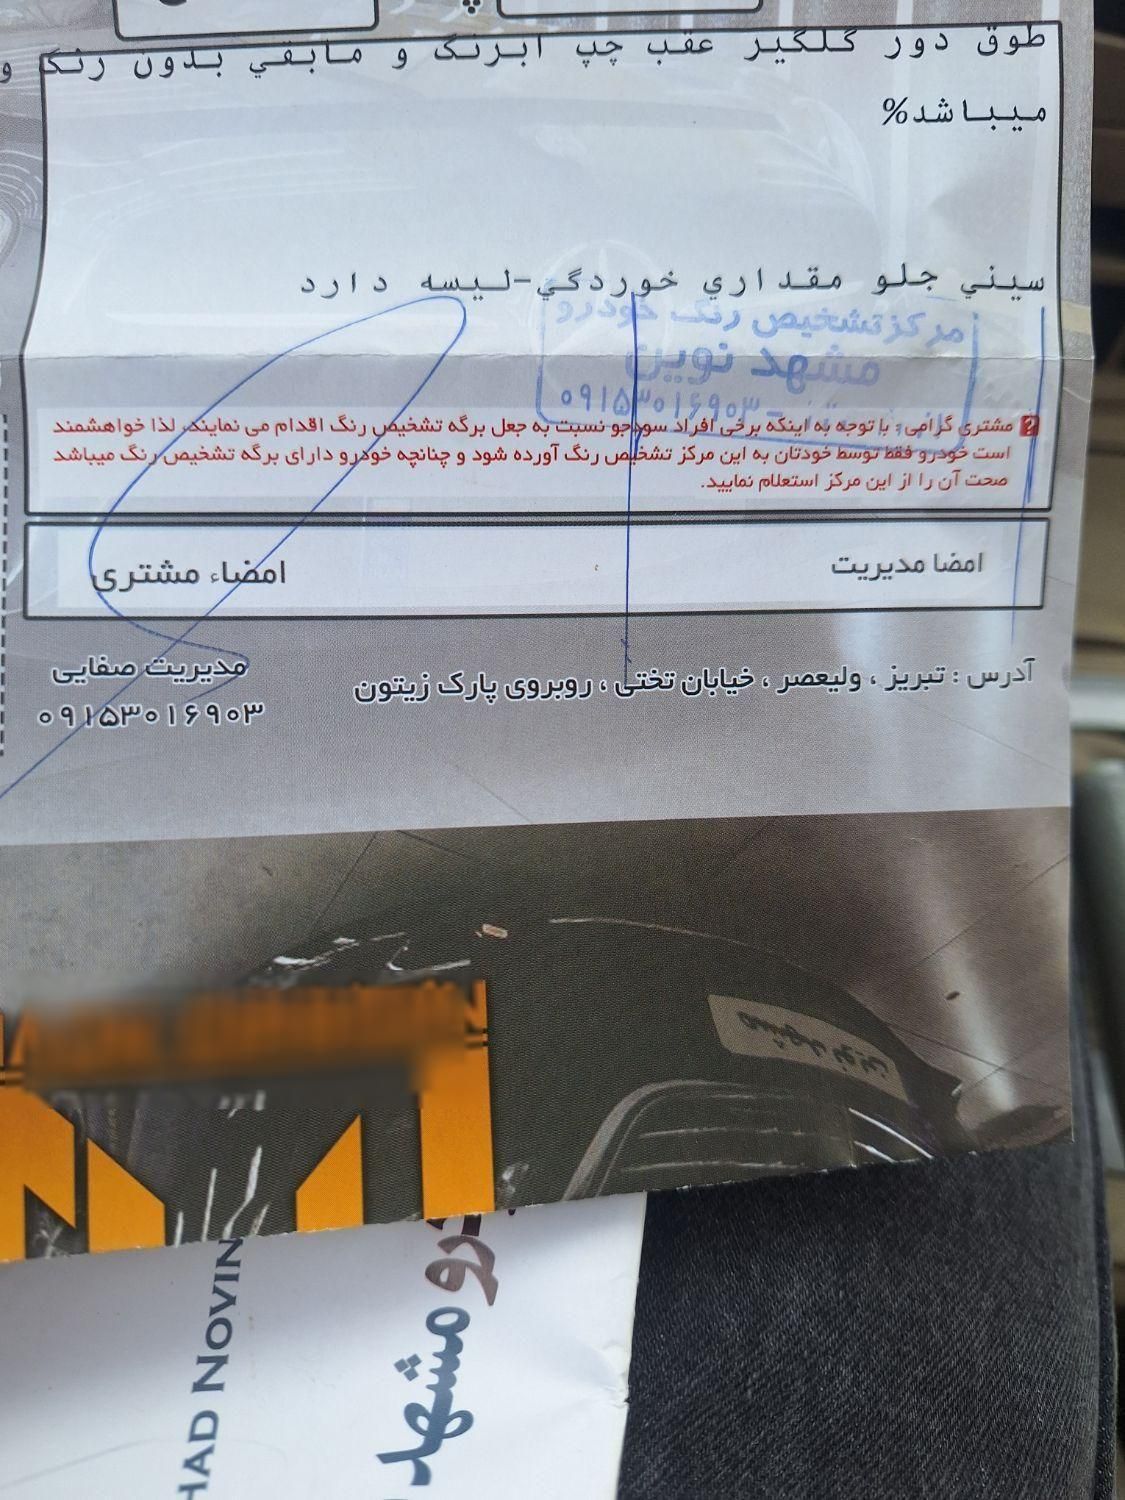 طوق دور گلگير عقب چپ ابرنگ و مابقي بدون رنگ و
ميباشد%
سيني جلو مقداري خوردگي-ليسه دارد
مرکز تشخیص رنگ خودرو
مشهد نوین
۰۹۱۵۳۰۱۶۹۰۳
مشتری گرامی؛ با توجه به اینکه برخی افراد سودجو نسبت به جعل برگه تشخیص رنگ اقدام می نمایند، لذا خواهشمند
است خودرو فقط توسط خودتان به این مرکز تشخیص رنگ آورده شود و چنانچه خودرو دارای برگه تشخیص رنگ میباشد
صحت آن را از این مرکز استعلام نمایید.
امضا مدیریت
امضاء مشتری
آدرس : تبریز ، ولیعصر ، خیابان تختی ، روبروی پارک زیتون
مدیریت صفایی
۰۹۱۵۳۰۱۶۹۰۳
مشهد نوین
HAD NOVIN
مشهد